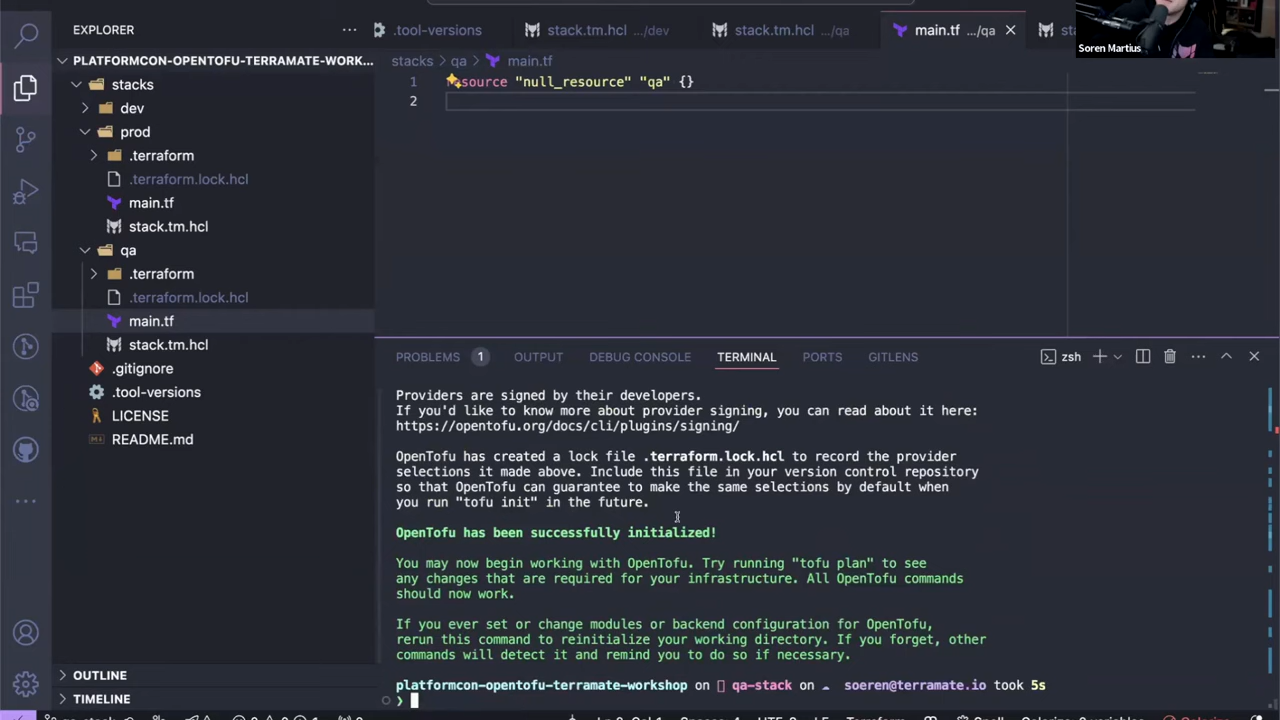 EXPLORER
.tool-versions
stack.tm.hcl .../dev
stack.tm.hcl .../qa
main.tf .../qa
Soren Martius
PLATFORMCON-OPENTOFU-TERRAMATE-WORK...
stacks > qa > main.tf
stacks
dev
prod
.terraform
.terraform.lock.hcl
main.tf
stack.tm.hcl
qa
.terraform
.terraform.lock.hcl
main.tf
stack.tm.hcl
.gitignore
.tool-versions
LICENSE
README.md
OUTLINE
TIMELINE
1 source "null_resource" "qa" {}
2
PROBLEMS 1 OUTPUT DEBUG CONSOLE TERMINAL PORTS GITLENS zsh
Providers are signed by their developers.
If you'd like to know more about provider signing, you can read about it here:
https://opentofu.org/docs/cli/plugins/signing/
OpenTofu has created a lock file .terraform.lock.hcl to record the provider
selections it made above. Include this file in your version control repository
so that OpenTofu can guarantee to make the same selections by default when
you run "tofu init" in the future.
OpenTofu has been successfully initialized!
You may now begin working with OpenTofu. Try running "tofu plan" to see
any changes that are required for your infrastructure. All OpenTofu commands
should now work.
If you ever set or change modules or backend configuration for OpenTofu,
rerun this command to reinitialize your working directory. If you forget, other
commands will detect it and remind you to do so if necessary.
platformcon-opentofu-terramate-workshop on qa-stack on soeren@terramate.io took 5s
❯